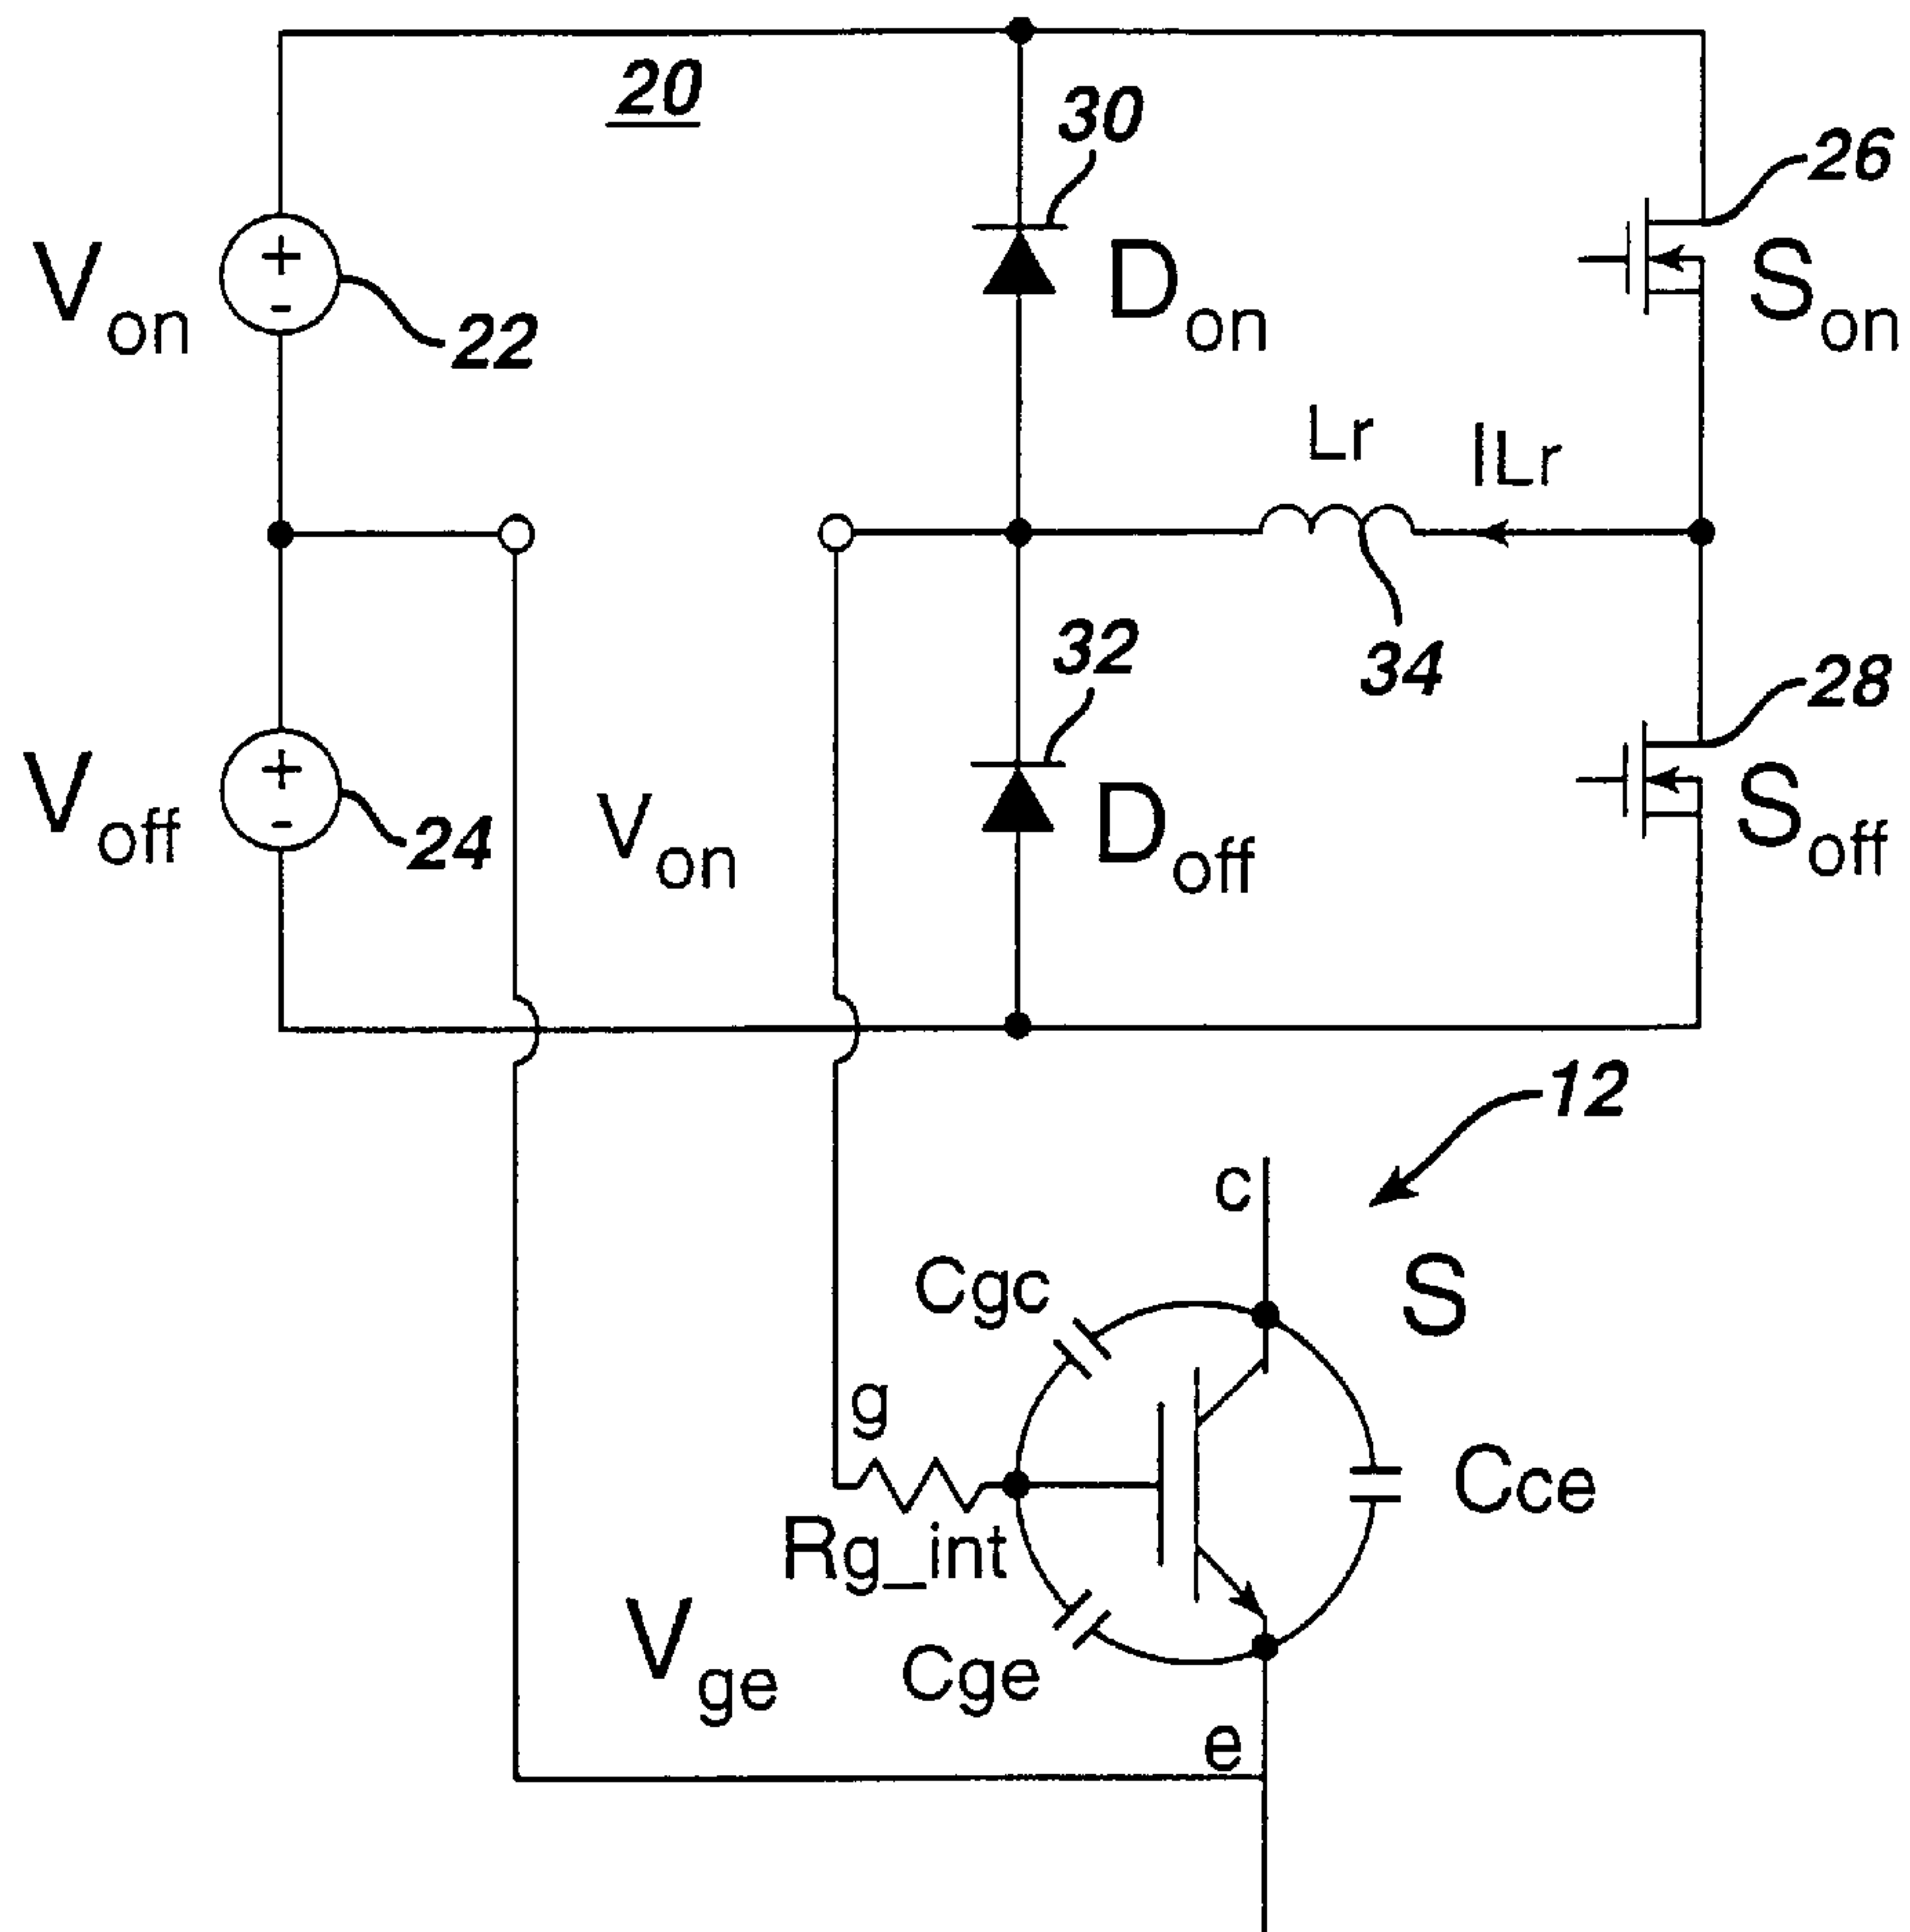 20
30
26
+
-
Von
22
Don
Son
Lr
ILr
32
34
28
+
-
Voff
24
Von
Doff
Soff
12
c
Cgc
S
g
Cce
Rg_int
Vge
Cge
e